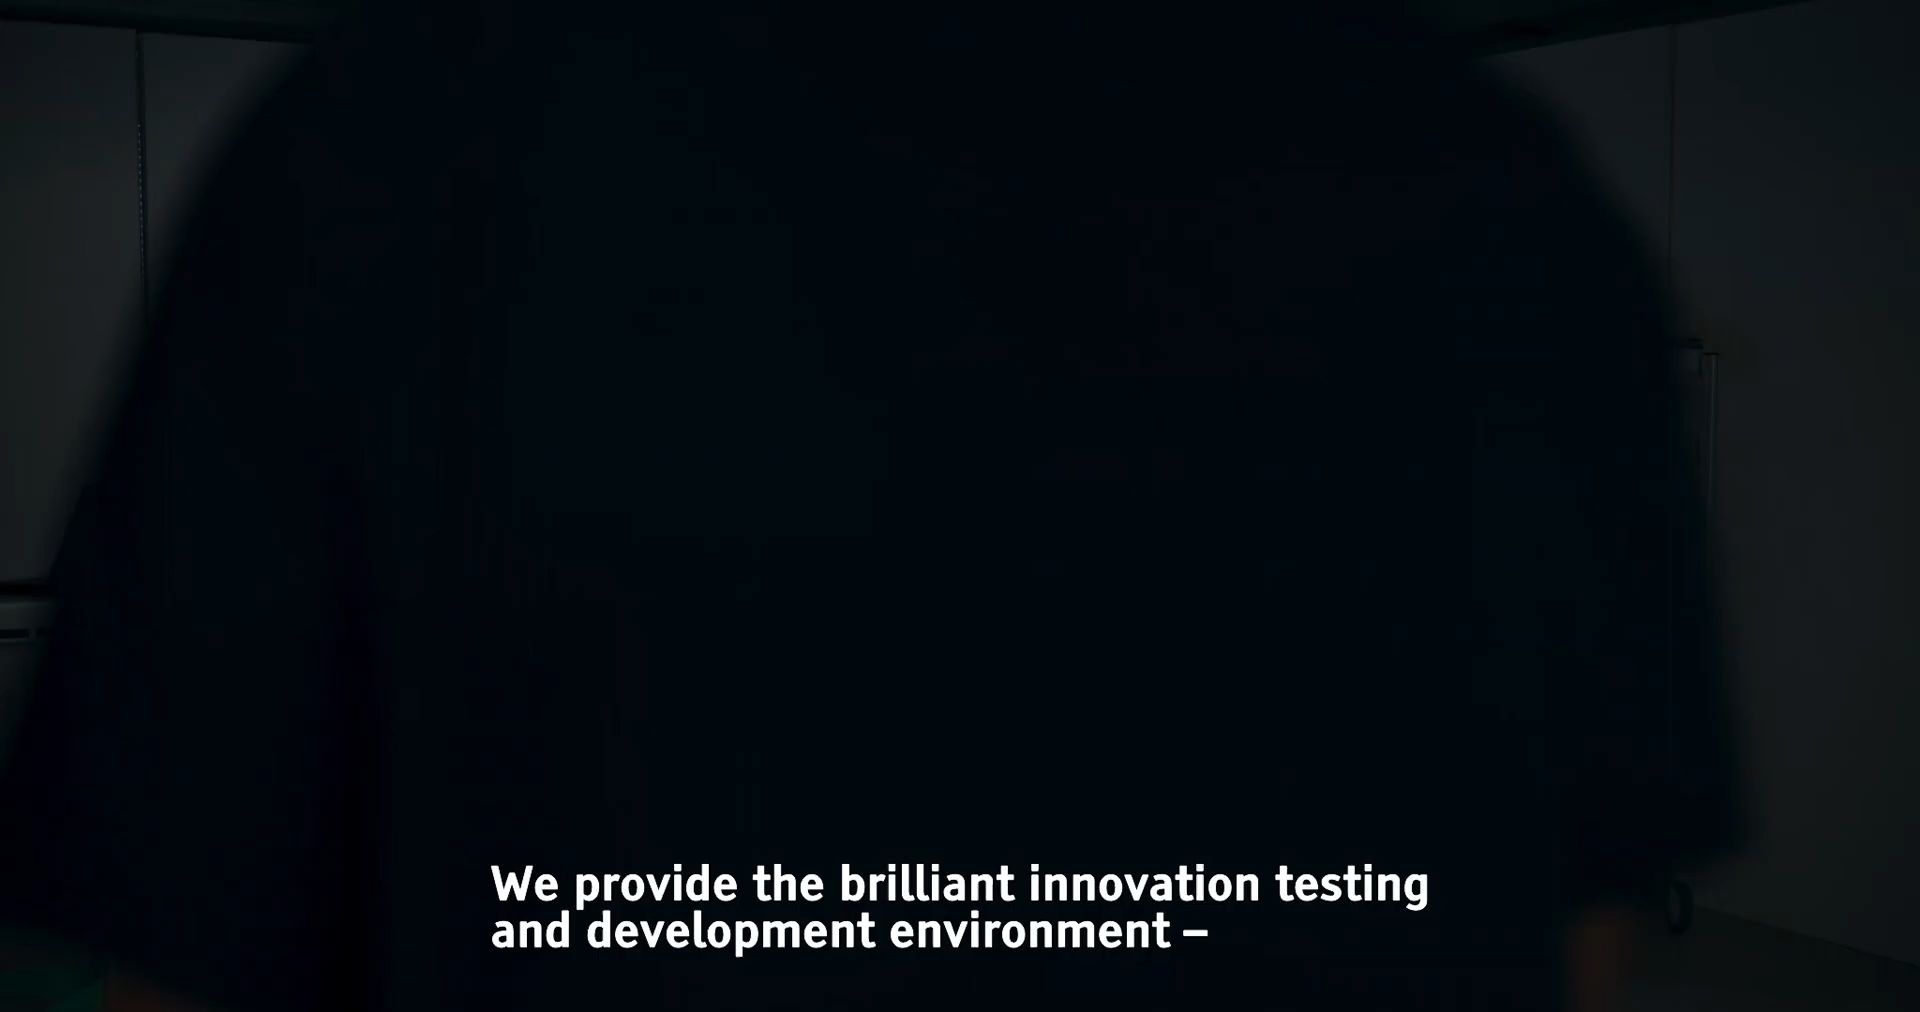 We provide the brilliant innovation testing
and development environment –